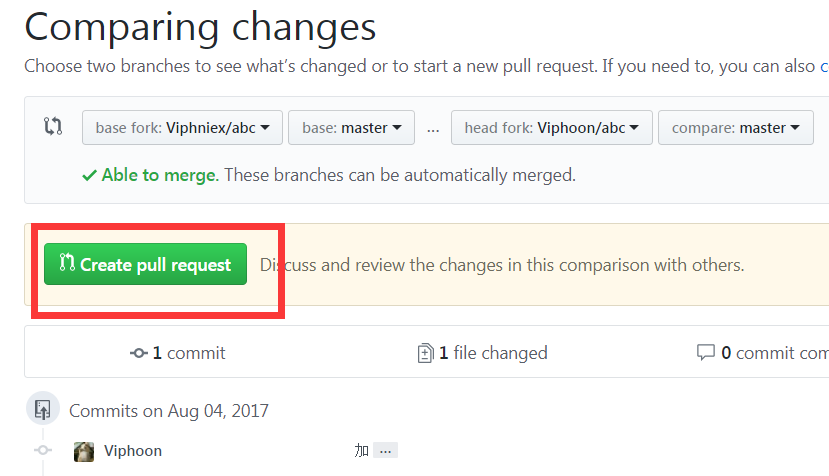 Comparing changes
Choose two branches to see what's changed or to start a new pull request. If you need to, you can also
base fork: Viphniex/abc base: master ... head fork: Viphoon/abc compare: master
Able to merge. These branches can be automatically merged.
Create pull request Discuss and review the changes in this comparison with others.
1 commit 1 file changed 0 commit com
Commits on Aug 04, 2017
Viphoon 加 ...